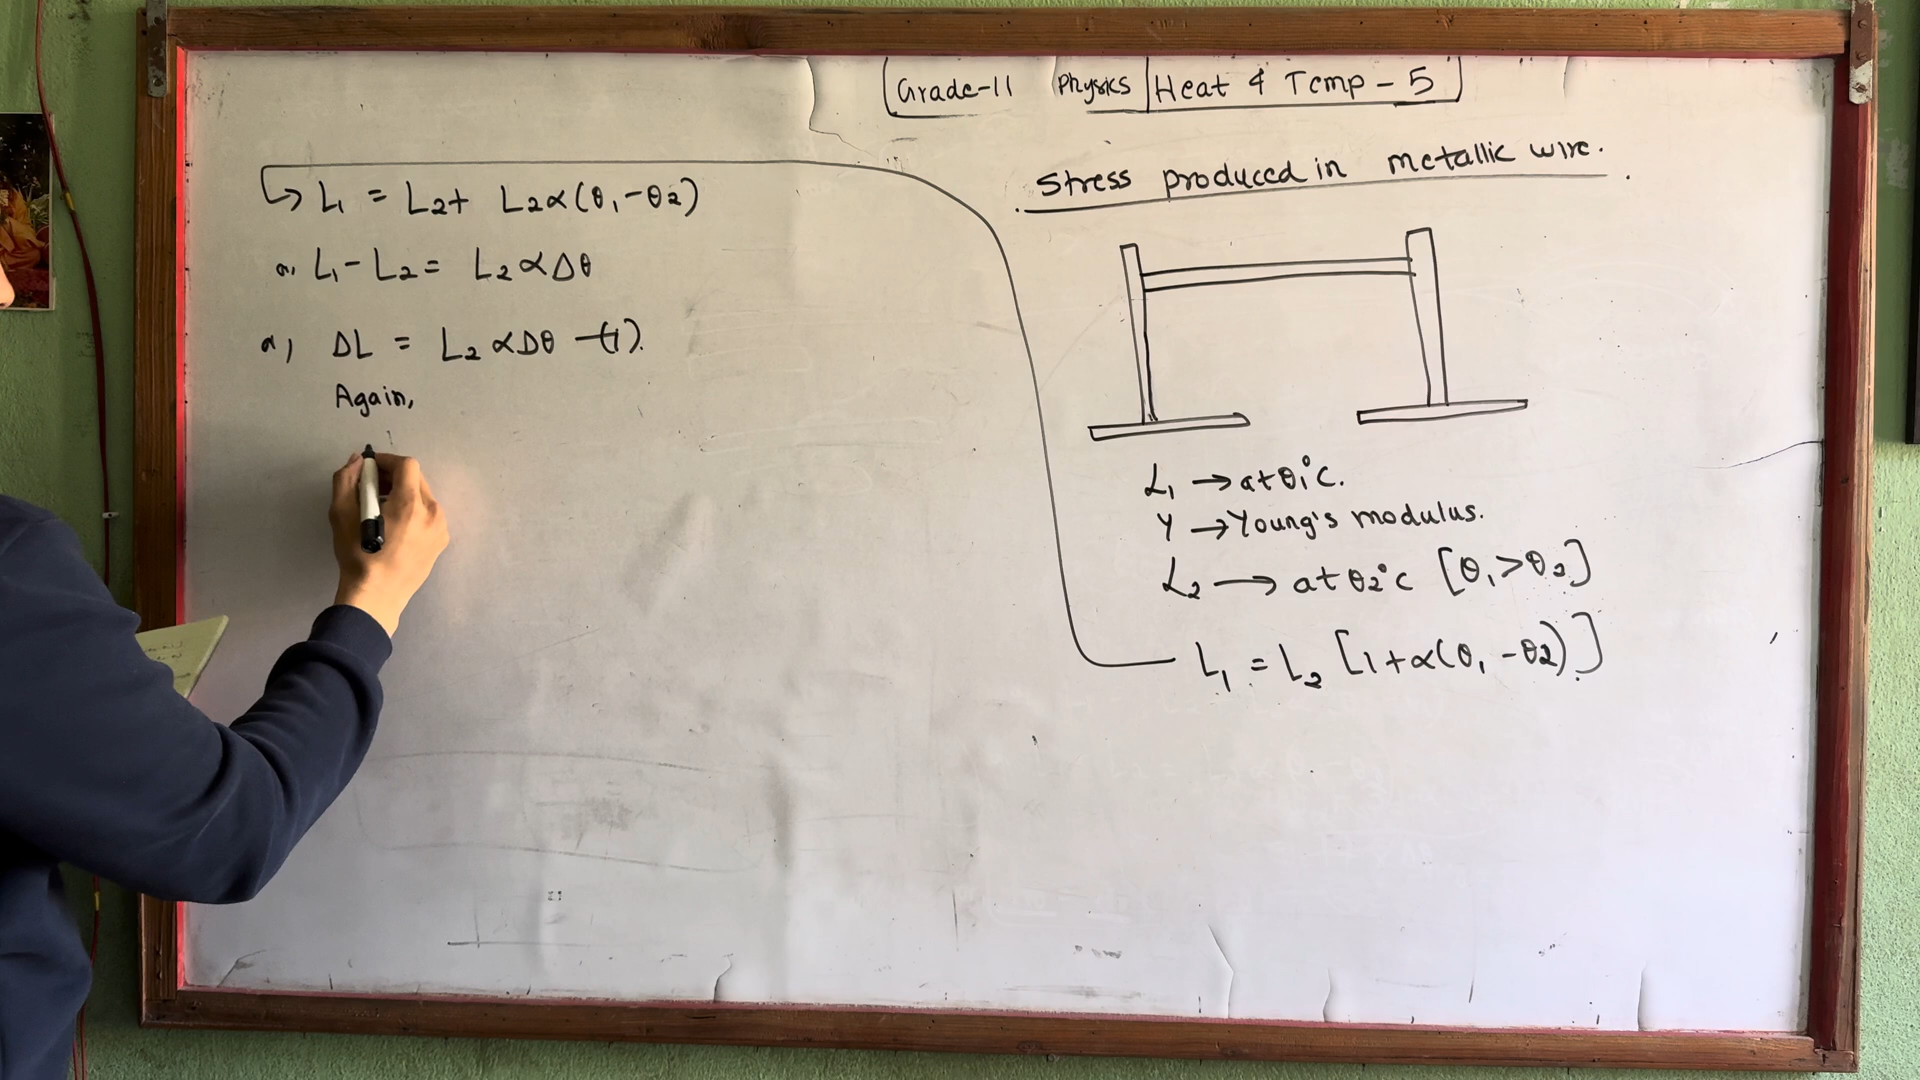 Grade-11 Physics Heat & Temp - 5
Stress produced in metallic wire.
L₁ → at θ₁°c.
Y → Young's modulus.
L₂ → at θ₂°c [θ₁>θ₂]
L₁ = L₂ [1+α(θ₁-θ₂)]
↳ L₁ = L₂+ L₂α(θ₁-θ₂)
or, L₁-L₂ = L₂αΔθ
or, ΔL = L₂αΔθ -(1).
Again,